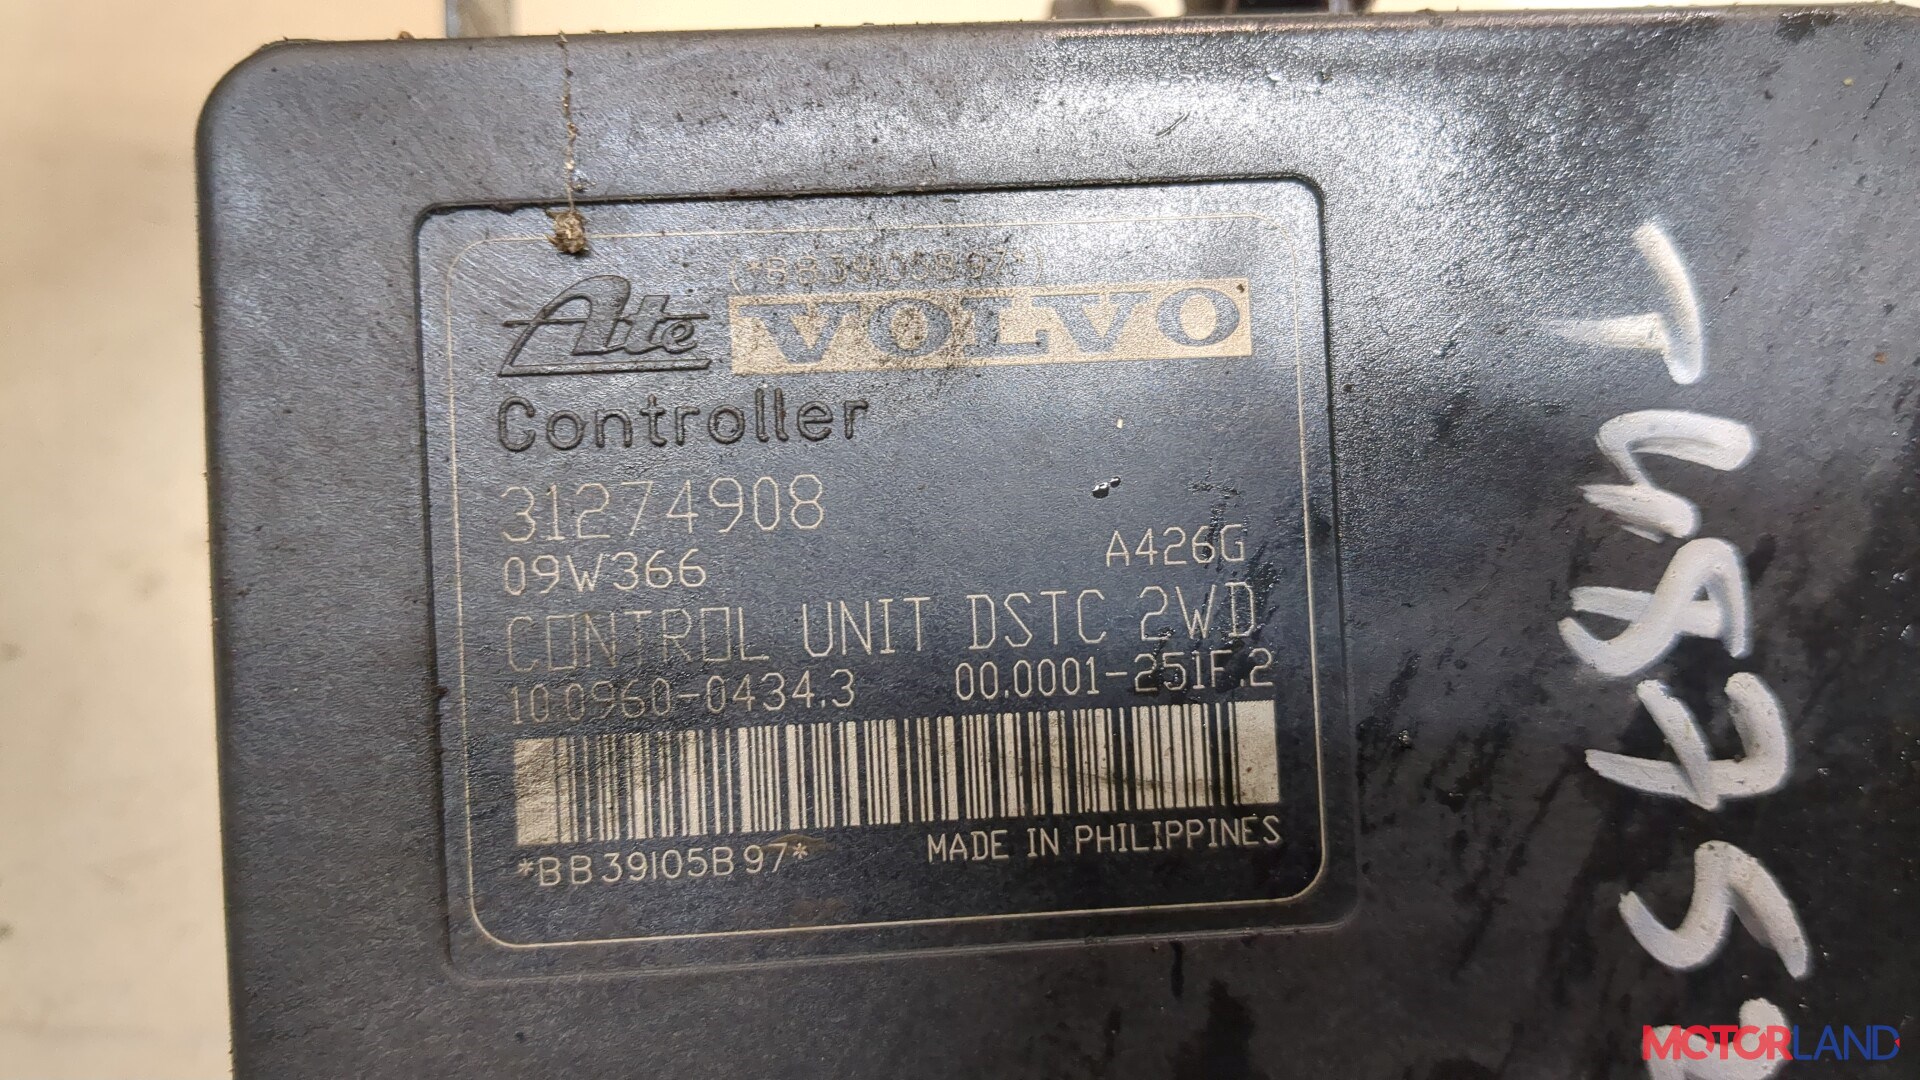 (*BB39105B97*)
Ate VOLVO
Controller
31274908
09W366 A426G
CONTROL UNIT DSTC 2WD
10.0960-0434.3 00.0001-251F.2
*BB39105B97* MADE IN PHILIPPINES
MOTORLAND